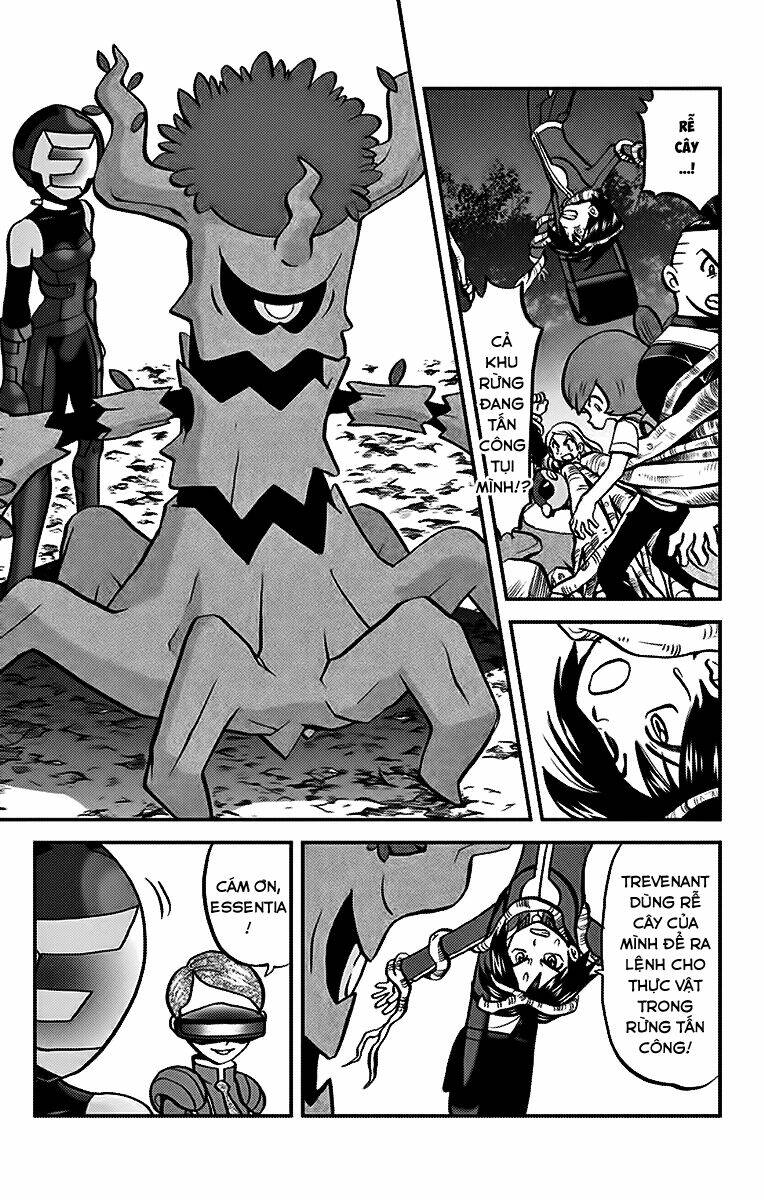 RỄ
CÂY
...!
CẢ
KHU
RỪNG
ĐANG
TẤN
CÔNG
TỤI
MÌNH!?
TREVENANT
DÙNG RỄ
CÂY CỦA
MÌNH ĐỂ RA
LỆNH CHO
THỰC VẬT
TRONG
RỪNG TẤN
CÔNG!
CÁM ƠN,
ESSENTIA
!